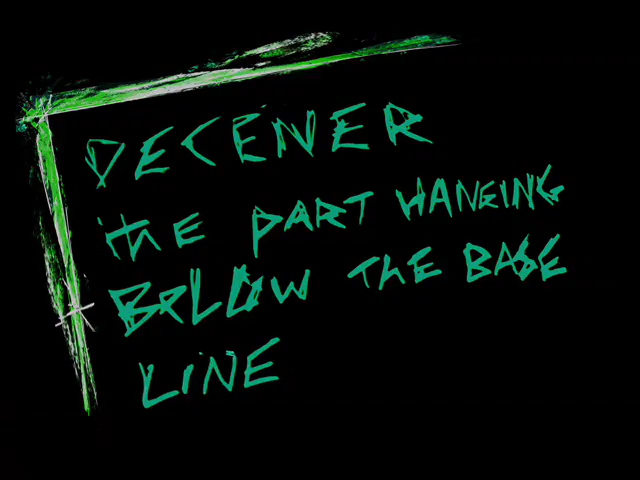 DECENER
thE PART HANGING
BELOW ThE BASE
LiNE